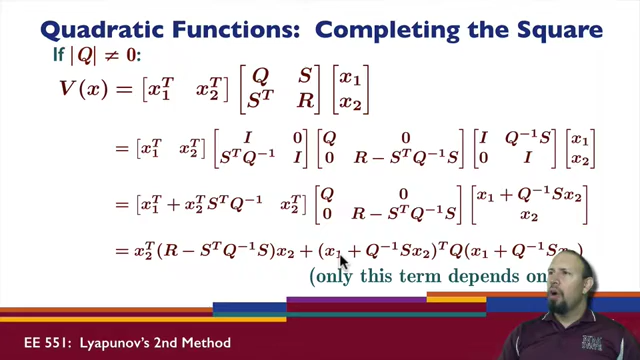 Quadratic Functions: Completing the Square
If |Q| ≠ 0:
V(x) = [x₁ᵀ x₂ᵀ] [Q S; Sᵀ R] [x₁; x₂]
= [x₁ᵀ x₂ᵀ] [I 0; SᵀQ⁻¹ I] [Q 0; 0 R − SᵀQ⁻¹S] [I Q⁻¹S; 0 I] [x₁; x₂]
= [x₁ᵀ + x₂ᵀSᵀQ⁻¹ x₂ᵀ] [Q 0; 0 R − SᵀQ⁻¹S] [x₁ + Q⁻¹Sx₂; x₂]
= x₂ᵀ(R − SᵀQ⁻¹S)x₂ + (x₁ + Q⁻¹Sx₂)ᵀQ(x₁ + Q⁻¹Sx₂)
(only this term depends on
EE 551: Lyapunov's 2nd Method